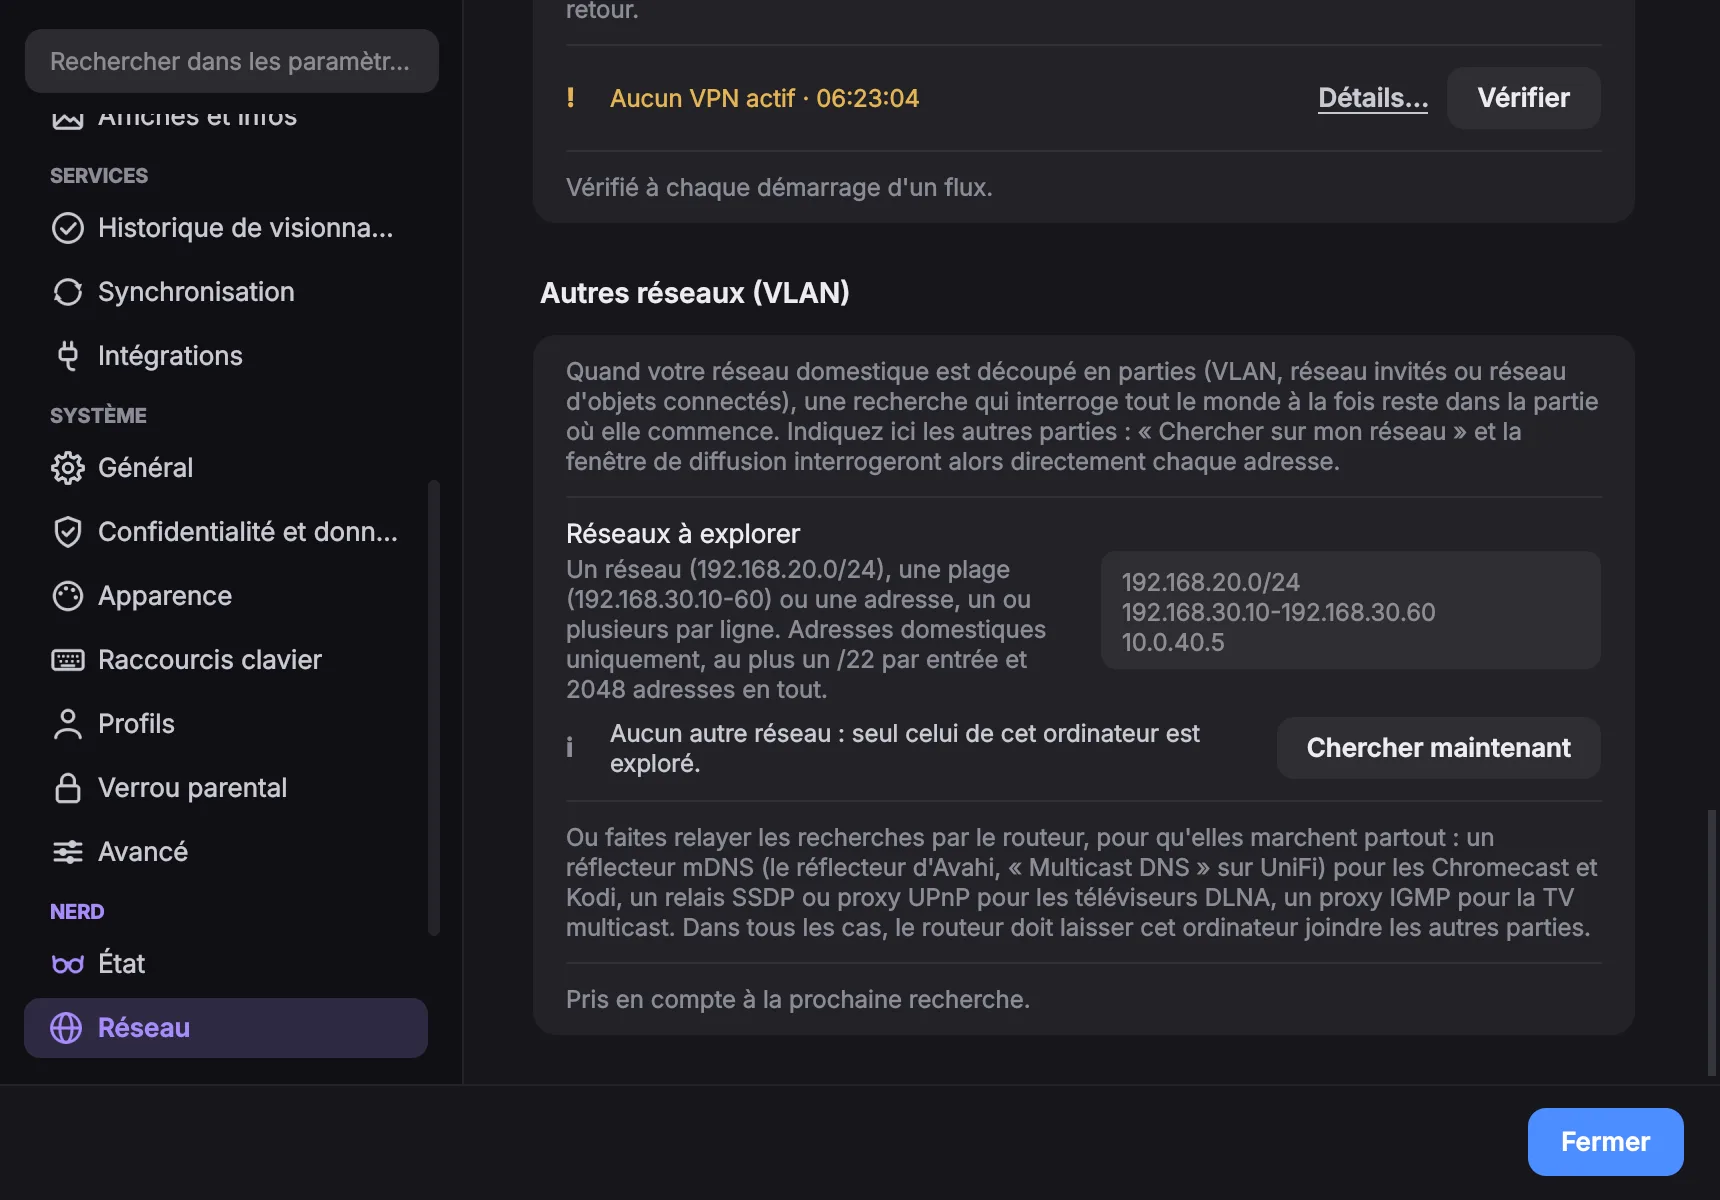 Rechercher dans les paramètr...
Affiches et infos
SERVICES
Historique de visionna...
Synchronisation
Intégrations
SYSTÈME
Général
Confidentialité et donn...
Apparence
Raccourcis clavier
Profils
Verrou parental
Avancé
NERD
État
Réseau
retour.
! Aucun VPN actif · 06:23:04 Détails... Vérifier
Vérifié à chaque démarrage d'un flux.
Autres réseaux (VLAN)
Quand votre réseau domestique est découpé en parties (VLAN, réseau invités ou réseau
d'objets connectés), une recherche qui interroge tout le monde à la fois reste dans la partie
où elle commence. Indiquez ici les autres parties : « Chercher sur mon réseau » et la
fenêtre de diffusion interrogeront alors directement chaque adresse.
Réseaux à explorer
Un réseau (192.168.20.0/24), une plage
(192.168.30.10-60) ou une adresse, un ou
plusieurs par ligne. Adresses domestiques
uniquement, au plus un /22 par entrée et
2048 adresses en tout.
192.168.20.0/24
192.168.30.10-192.168.30.60
10.0.40.5
i Aucun autre réseau : seul celui de cet ordinateur est
exploré.
Chercher maintenant
Ou faites relayer les recherches par le routeur, pour qu'elles marchent partout : un
réflecteur mDNS (le réflecteur d'Avahi, « Multicast DNS » sur UniFi) pour les Chromecast et
Kodi, un relais SSDP ou proxy UPnP pour les téléviseurs DLNA, un proxy IGMP pour la TV
multicast. Dans tous les cas, le routeur doit laisser cet ordinateur joindre les autres parties.
Pris en compte à la prochaine recherche.
Fermer